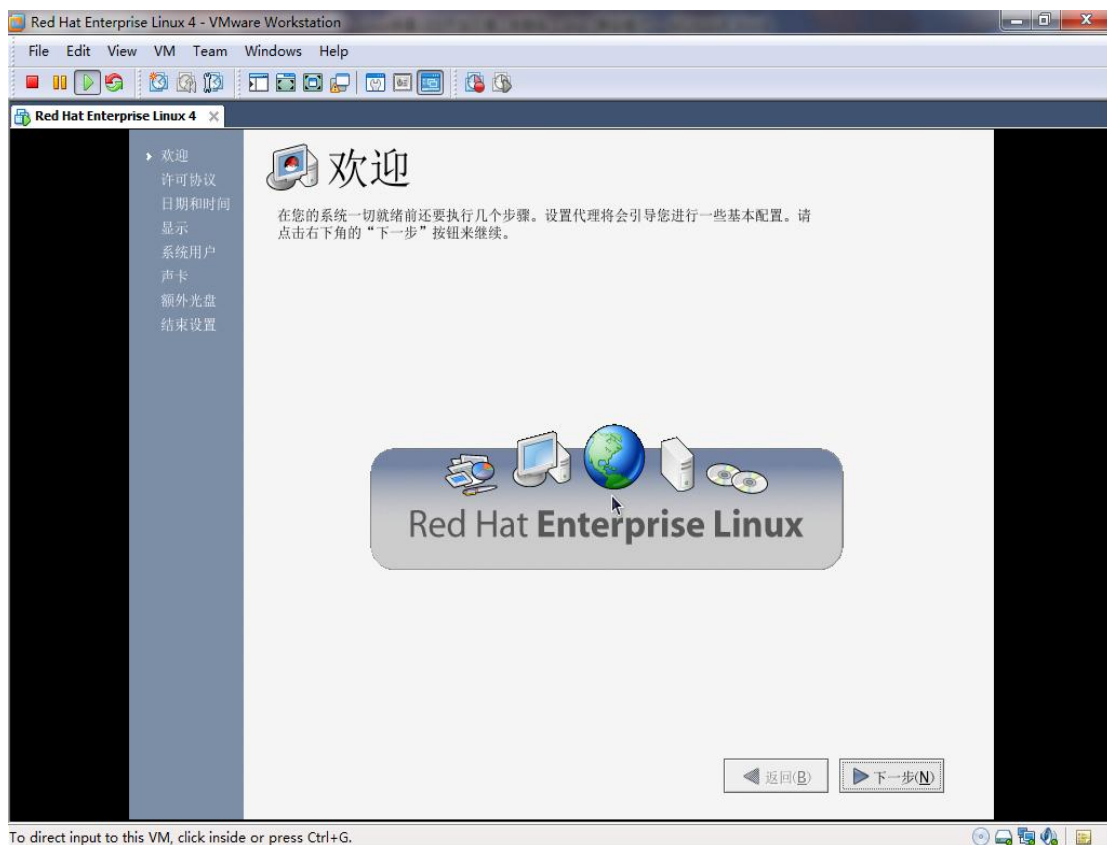 Red Hat Enterprise Linux 4 - VMware Workstation
File Edit View VM Team Windows Help
Red Hat Enterprise Linux 4
欢迎
许可协议
日期和时间
显示
系统用户
声卡
额外光盘
结束设置
欢迎
在您的系统一切就绪前还要执行几个步骤。设置代理将会引导您进行一些基本配置。请
点击右下角的“下一步”按钮来继续。
Red Hat Enterprise Linux
返回(B)
下一步(N)
To direct input to this VM, click inside or press Ctrl+G.